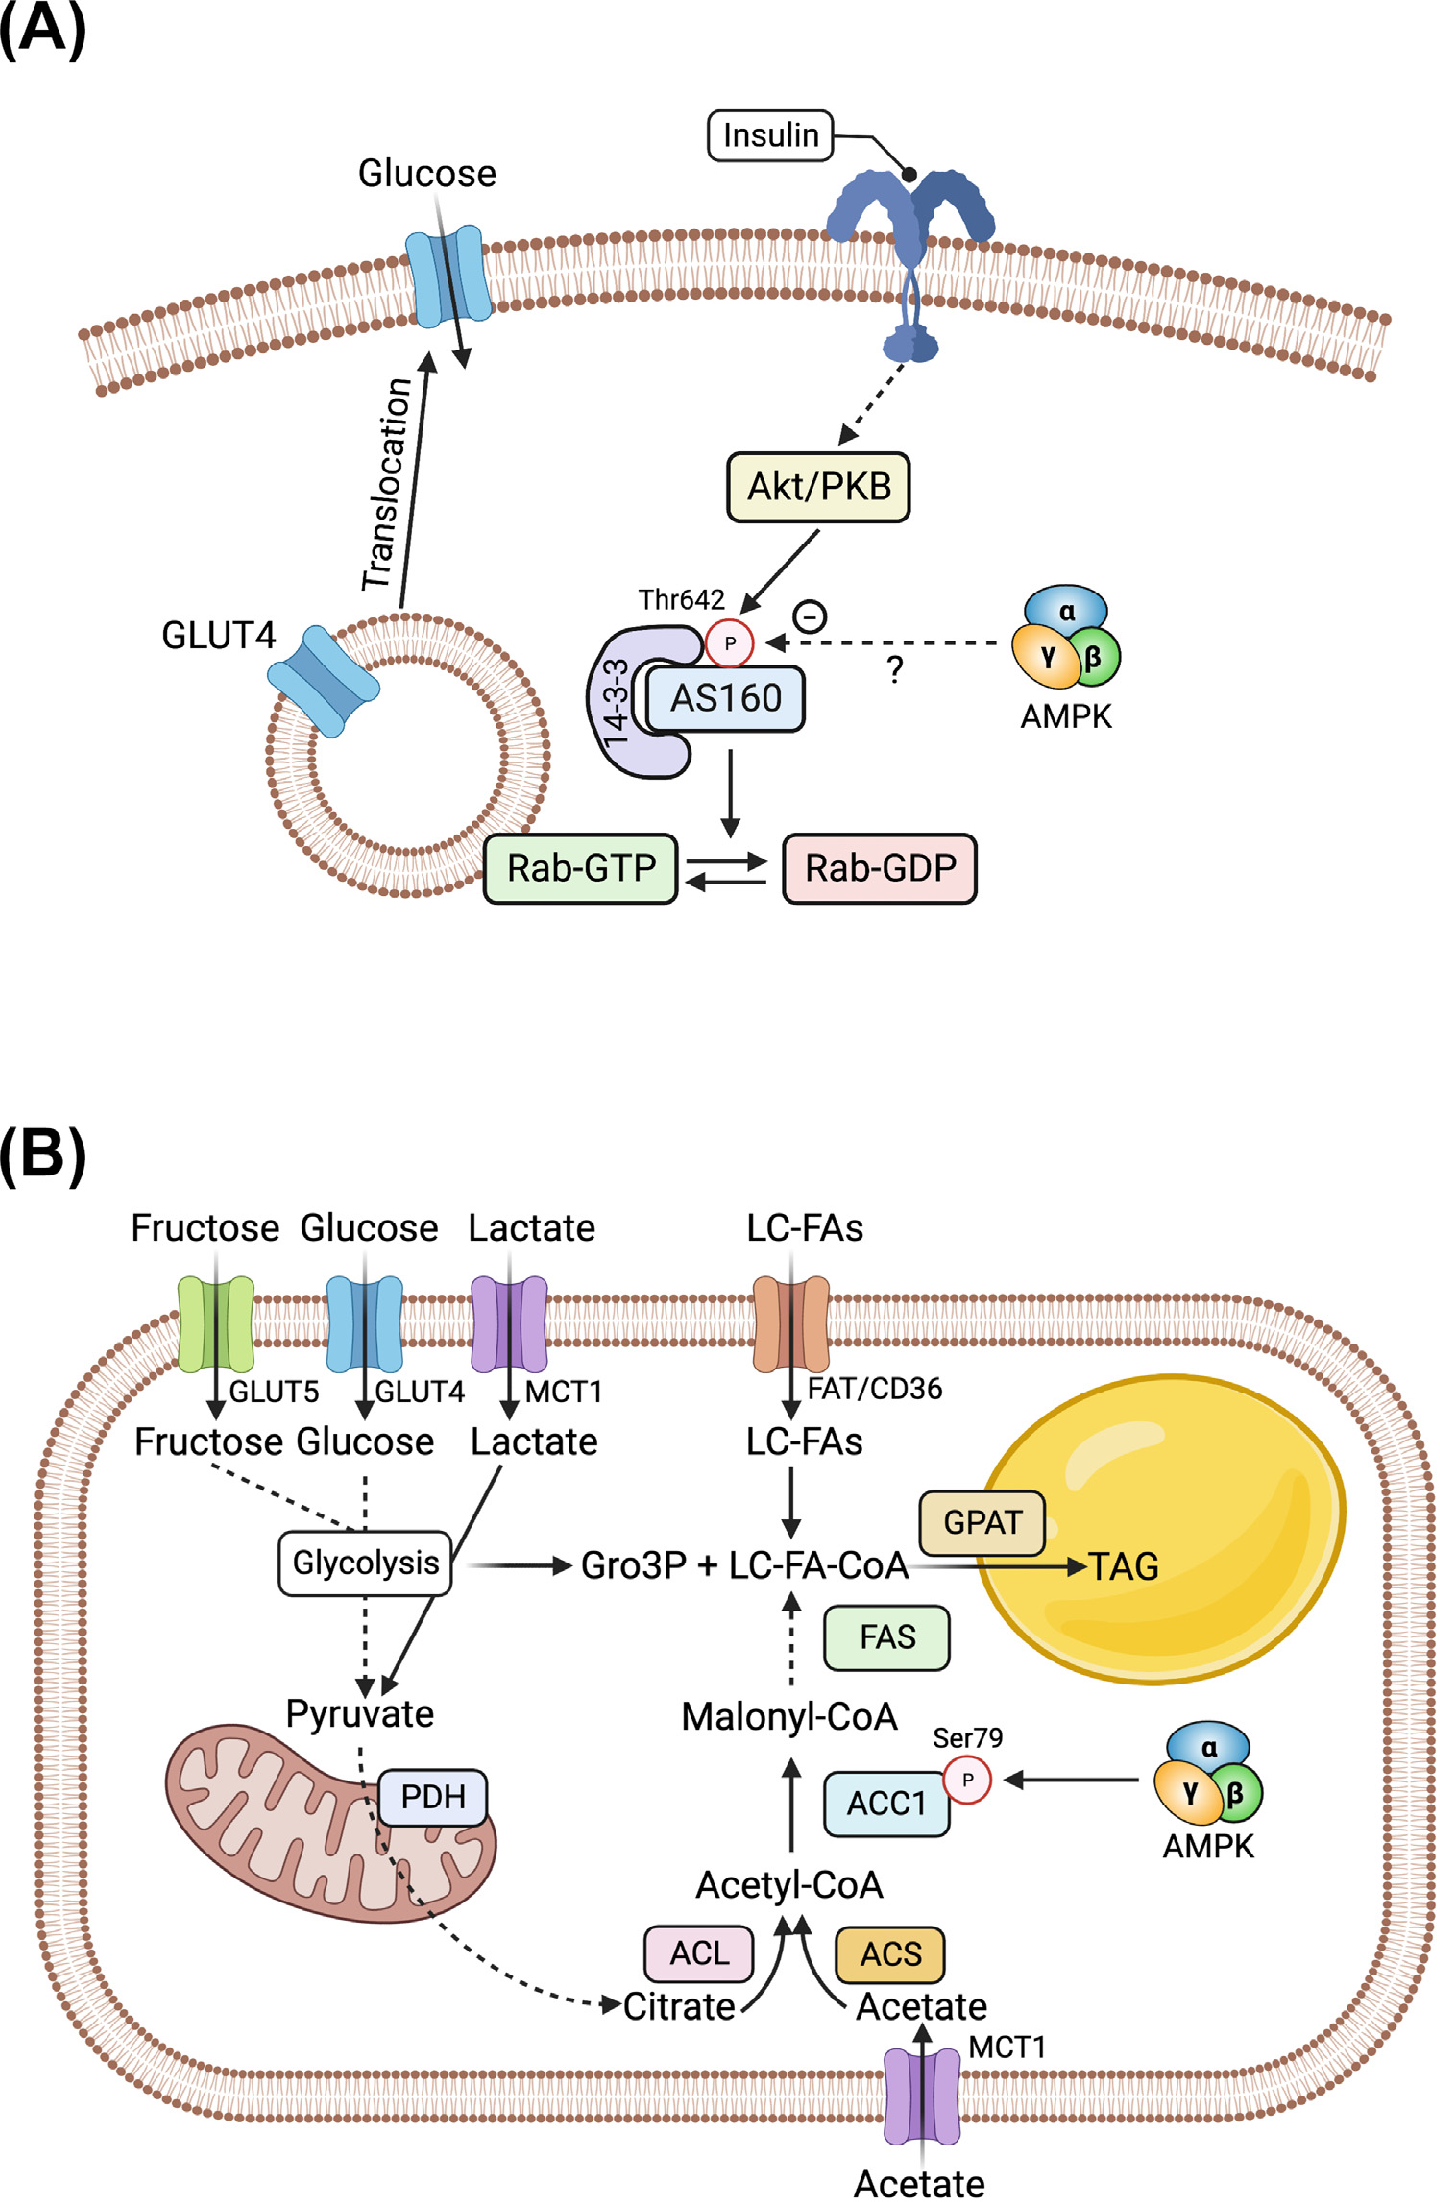 (A)
Insulin
Glucose
Translocation
Akt/PKB
Thr642
P
−
?
α
γ
β
AMPK
GLUT4
14-3-3
AS160
Rab-GTP
Rab-GDP
(B)
Fructose Glucose Lactate LC-FAs
GLUT5 GLUT4 MCT1 FAT/CD36
Fructose Glucose Lactate LC-FAs
GPAT
Glycolysis Gro3P + LC-FA-CoA TAG
FAS
Pyruvate Malonyl-CoA
Ser79
P
α
γ
β
AMPK
PDH ACC1
Acetyl-CoA
ACL ACS
Citrate Acetate
MCT1
Acetate